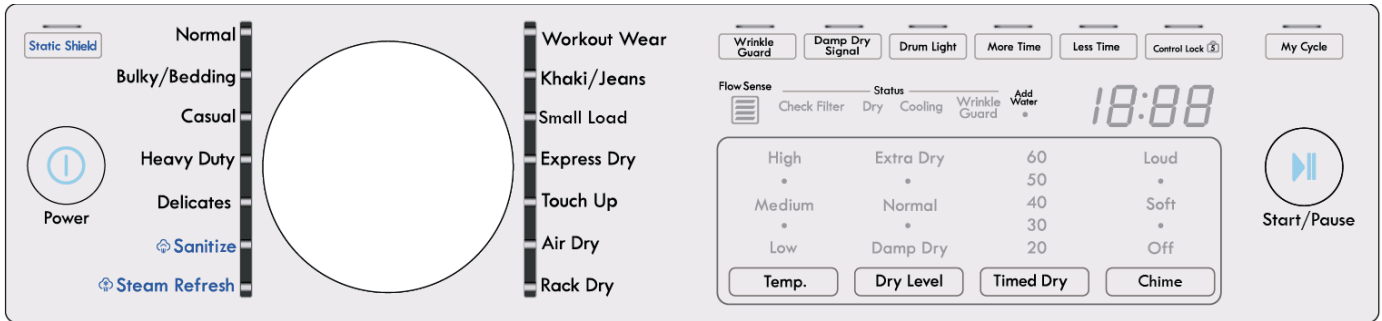 Static Shield
Power
Normal
Bulky/Bedding
Casual
Heavy Duty
Delicates
Sanitize
Steam Refresh
Workout Wear
Khaki/Jeans
Small Load
Express Dry
Touch Up
Air Dry
Rack Dry
Wrinkle
Guard
Damp Dry
Signal
Drum Light
More Time
Less Time
Control Lock 5
My Cycle
Flow Sense
Status
Check Filter Dry Cooling Wrinkle
Guard
Add
Water
18:88
High Extra Dry 60 Loud
50
Medium Normal 40 Soft
30
Low Damp Dry 20 Off
Temp. Dry Level Timed Dry Chime
Start/Pause